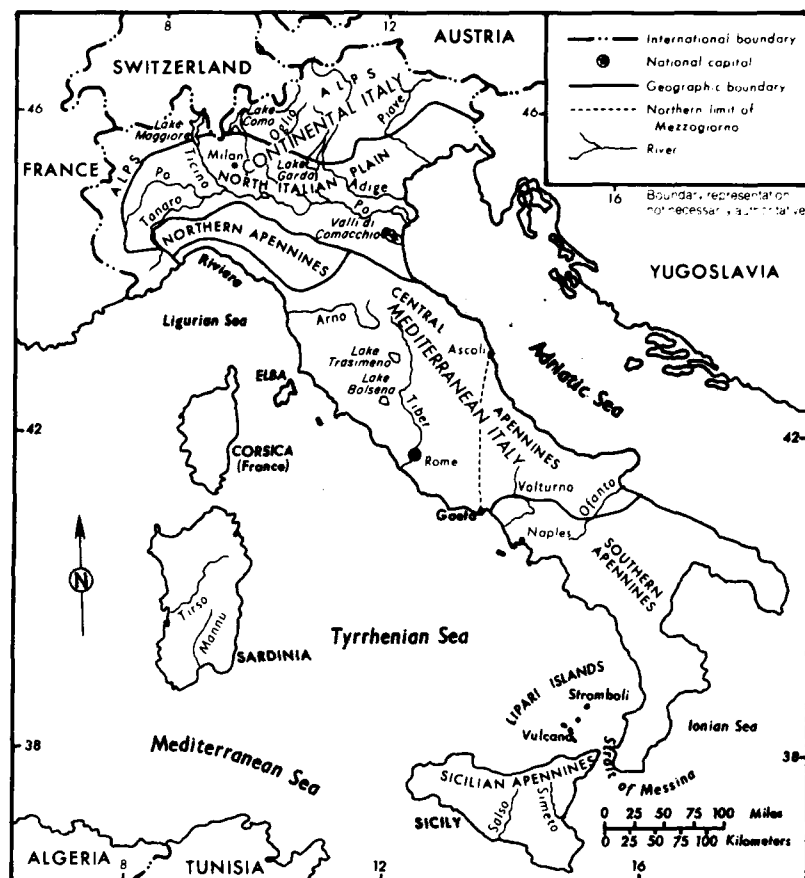 8
12
AUSTRIA
SWITZERLAND
International boundary
National capital
Geographic boundary
Northern limit of
Mezzogiorno
River
46
46
16
Boundary representation
not necessarily authoritative
FRANCE
ALPS
ALPS
Lake
Maggiore
Lake
Como
Oglio
CONTINENTAL ITALY
Piave
Milan
Ticino
Lake
Garda
NORTH ITALIAN PLAIN
Adige
Po
Po
Tanaro
Valli di
Comacchio
NORTHERN APENNINES
Riviera
YUGOSLAVIA
Ligurian Sea
Arno
CENTRAL
APENNINES
MEDITERRANEAN ITALY
Ascoli
Adriatic Sea
Lake
Trasimeno
Lake
Bolsena
ELBA
Tiber
42
42
CORSICA
(France)
Rome
Volturno
Ofanto
Gaeta
Naples
SOUTHERN
APENNINES
N
Tirso
Mannu
SARDINIA
Tyrrhenian Sea
LIPARI ISLANDS
Stromboli
Vulcano
Ionian Sea
38
38
Mediterranean Sea
Strait of Messina
SICILIAN APENNINES
SICILY
Salso
Simeto
0 25 50 75 100 Miles
0 25 50 75 100 Kilometers
ALGERIA
8
TUNISIA
12
16